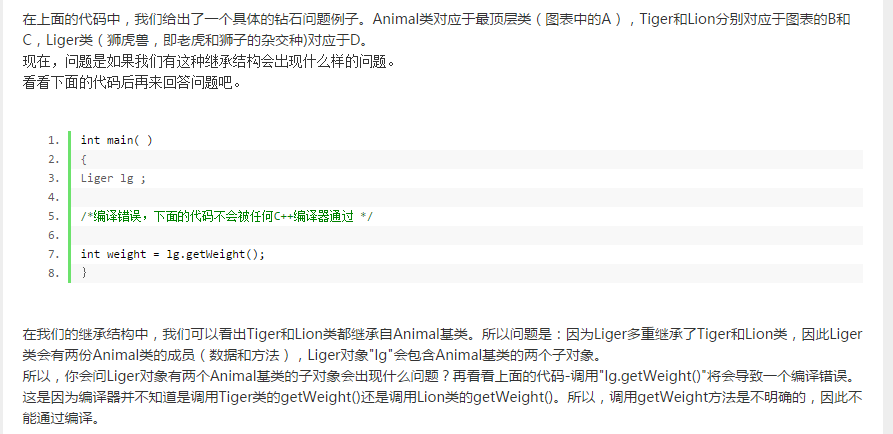 在上面的代码中，我们给出了一个具体的钻石问题例子。Animal类对应于最顶层类（图表中的A），Tiger和Lion分别对应于图表的B和
C，Liger类（狮虎兽，即老虎和狮子的杂交种)对应于D。
现在，问题是如果我们有这种继承结构会出现什么样的问题。
看看下面的代码后再来回答问题吧。
1. int main( )
2. {
3. Liger lg ;
4.
5. /*编译错误，下面的代码不会被任何C++编译器通过 */
6.
7. int weight = lg.getWeight();
8. }
在我们的继承结构中，我们可以看出Tiger和Lion类都继承自Animal基类。所以问题是：因为Liger多重继承了Tiger和Lion类，因此Liger
类会有两份Animal类的成员（数据和方法），Liger对象"lg"会包含Animal基类的两个子对象。
所以，你会问Liger对象有两个Animal基类的子对象会出现什么问题？再看看上面的代码-调用"lg.getWeight()"将会导致一个编译错误。
这是因为编译器并不知道是调用Tiger类的getWeight()还是调用Lion类的getWeight()。所以，调用getWeight方法是不明确的，因此不
能通过编译。